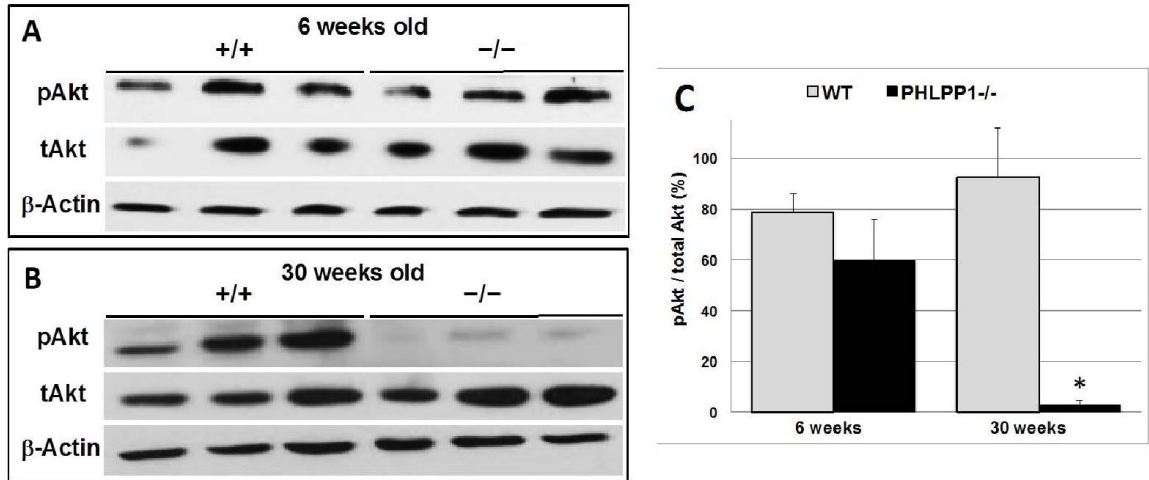 A
6 weeks old
+/+ −/−
pAkt
tAkt
β-Actin
B
30 weeks old
+/+ −/−
pAkt
tAkt
β-Actin
C
WT PHLPP1-/-
pAkt / total Akt (%)
100
80
60
40
20
0
*
6 weeks 30 weeks